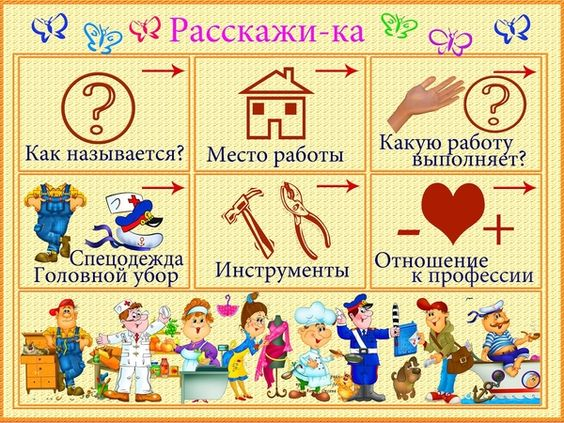 Расскажи-ка
Как называется?
Место работы
Какую работу
выполняет?
Спецодежда
Головной убор
Инструменты
Отношение
к профессии